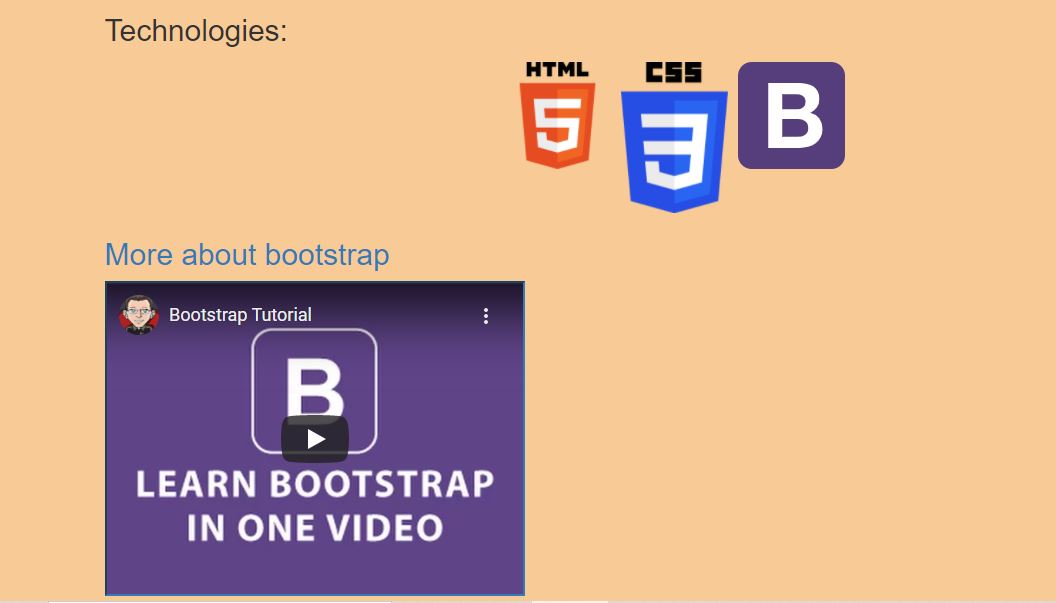 Technologies:
HTML
5
CSS
3
B
More about bootstrap
Bootstrap Tutorial
B
LEARN BOOTSTRAP
IN ONE VIDEO